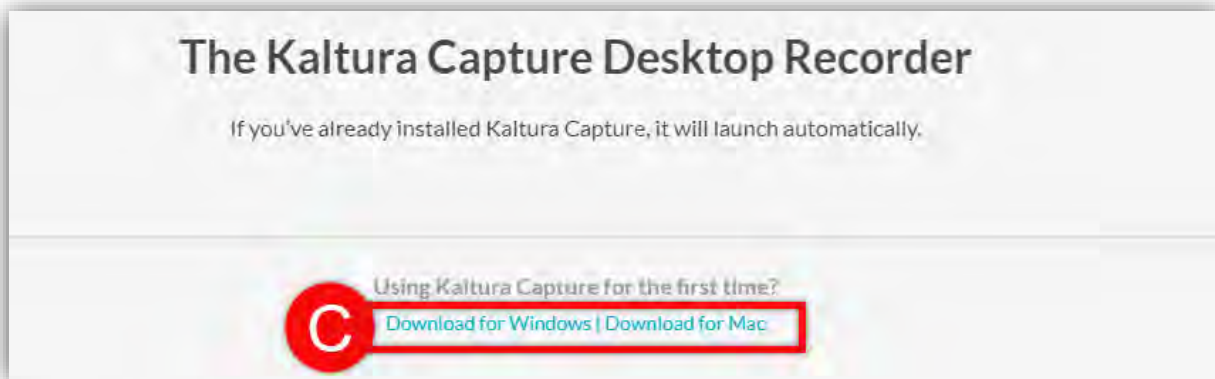 The Kaltura Capture Desktop Recorder
If you've already installed Kaltura Capture, it will launch automatically.
Using Kaltura Capture for the first time?
C
Download for Windows | Download for Mac